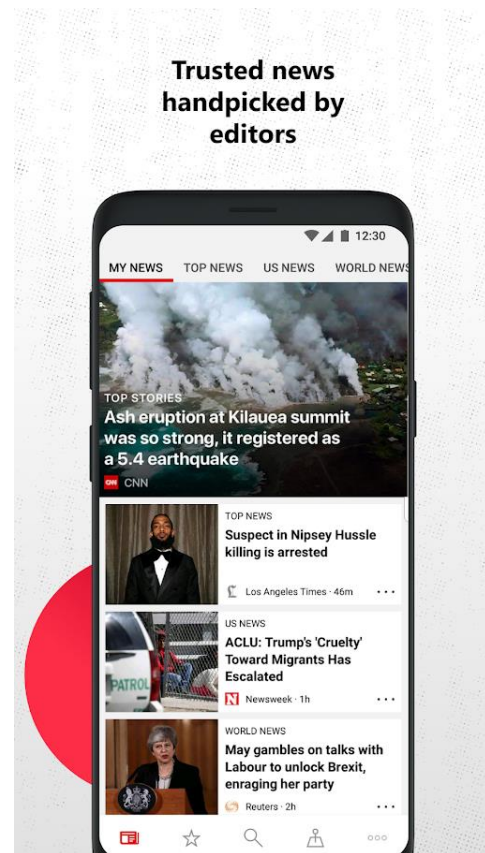 Trusted news
handpicked by
editors
12:30
MY NEWS TOP NEWS US NEWS WORLD NEWS
TOP STORIES
Ash eruption at Kilauea summit
was so strong, it registered as
a 5.4 earthquake
CNN CNN
TOP NEWS
Suspect in Nipsey Hussle
killing is arrested
Los Angeles Times · 46m
US NEWS
ACLU: Trump's 'Cruelty'
Toward Migrants Has
Escalated
PATROL
N Newsweek · 1h
WORLD NEWS
May gambles on talks with
Labour to unlock Brexit,
enraging her party
Reuters · 2h